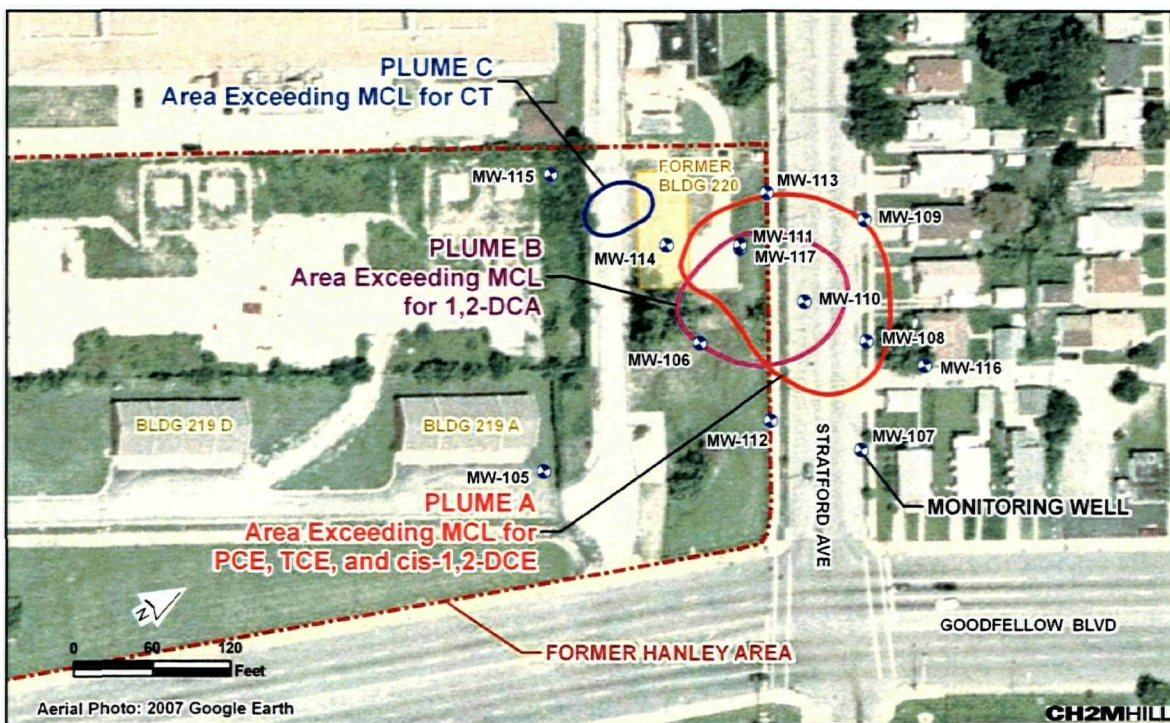 PLUME C
Area Exceeding MCL for CT
MW-115
FORMER
BLDG 220
MW-113
MW-109
PLUME B
Area Exceeding MCL
for 1,2-DCA
MW-114
MW-111
MW-117
MW-110
MW-106
MW-108
MW-116
BLDG 219 D
BLDG 219 A
MW-112
MW-107
MW-105
STRATFORD AVE
MONITORING WELL
PLUME A
Area Exceeding MCL for
PCE, TCE, and cis-1,2-DCE
N
GOODFELLOW BLVD
0 60 120
Feet
FORMER HANLEY AREA
Aerial Photo: 2007 Google Earth
CH2MHILL